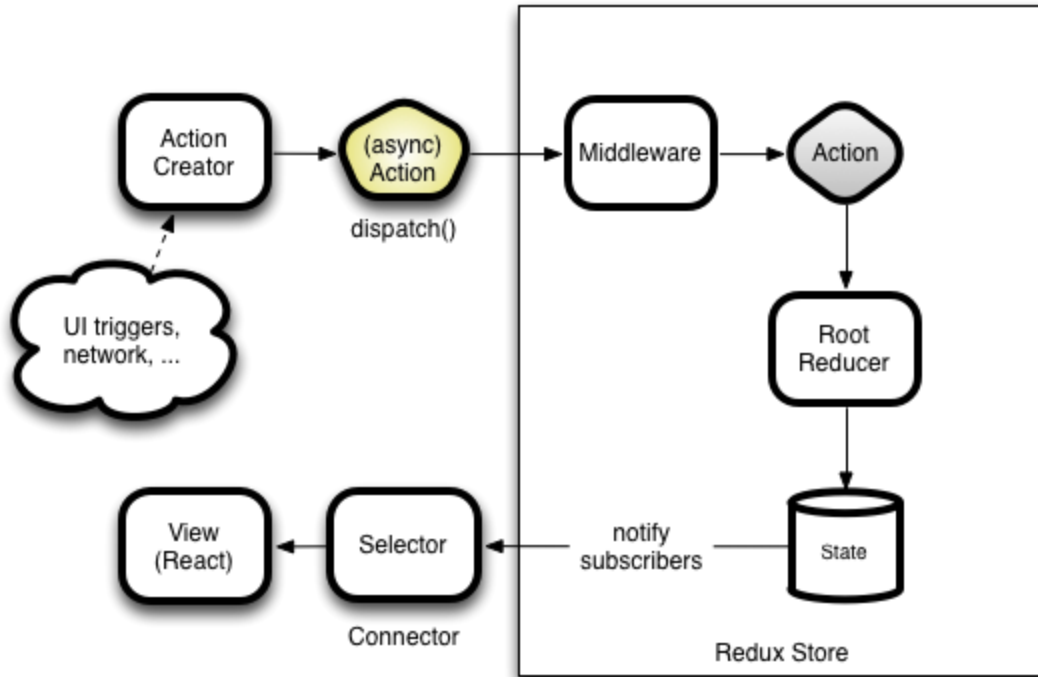 Action
Creator
(async)
Action
dispatch()
Middleware
Action
UI triggers,
network, ...
Root
Reducer
View
(React)
Selector
Connector
notify
subscribers
State
Redux Store